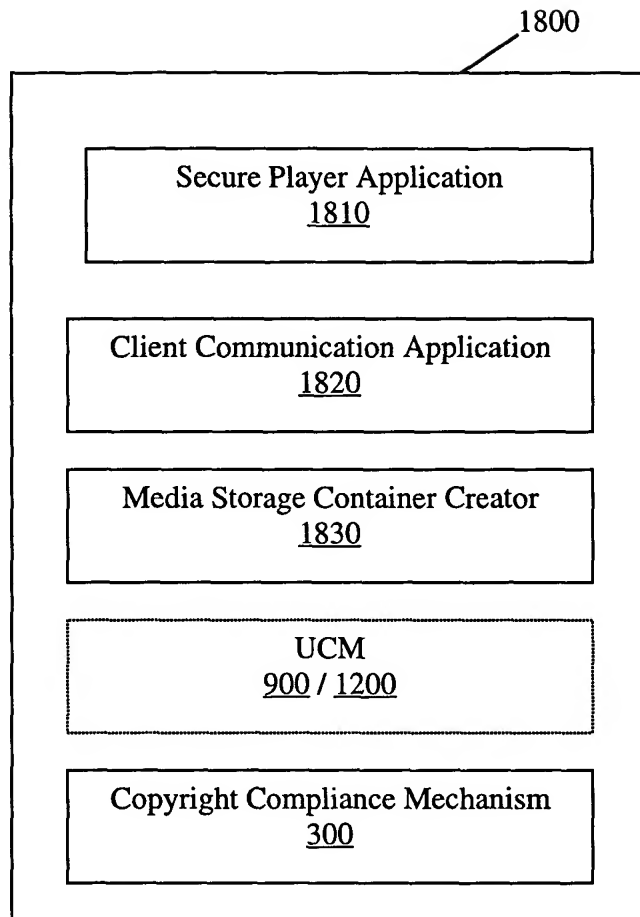 1800
Secure Player Application
1810
Client Communication Application
1820
Media Storage Container Creator
1830
UCM
900 / 1200
Copyright Compliance Mechanism
300